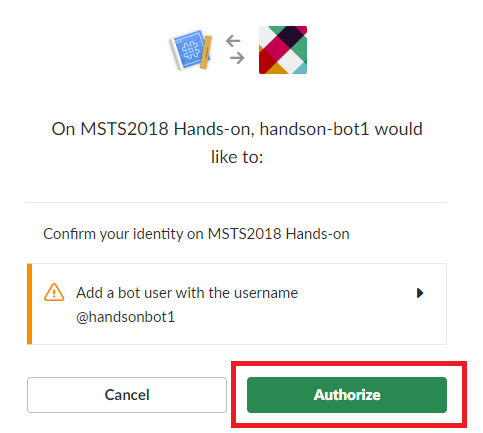 On MSTS2018 Hands-on, handson-bot1 would
like to:
Confirm your identity on MSTS2018 Hands-on
Add a bot user with the username
@handsonbot1
Cancel
Authorize